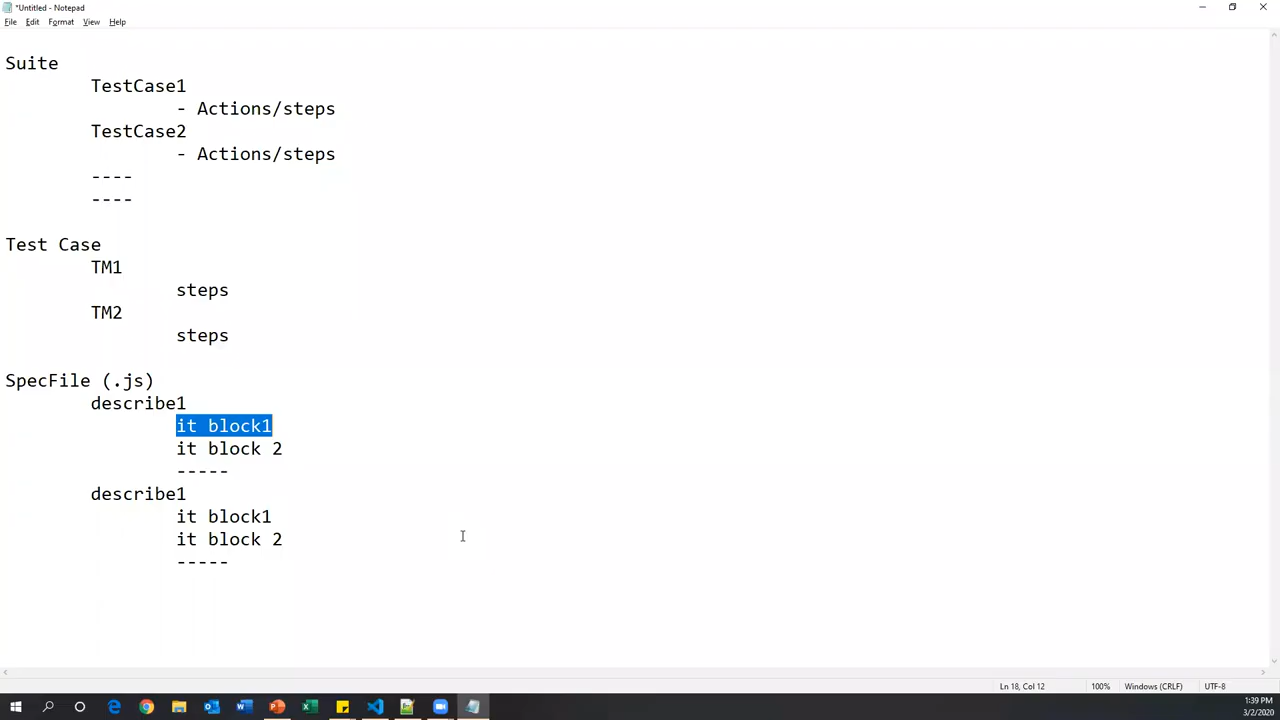 *Untitled - Notepad
File Edit Format View Help
Suite
TestCase1
- Actions/steps
TestCase2
- Actions/steps
----
----
Test Case
TM1
steps
TM2
steps
SpecFile (.js)
describe1
it block1
it block 2
-----
describe1
it block1
it block 2
-----
Ln 18, Col 12 100% Windows (CRLF) UTF-8
1:39 PM
3/2/2020